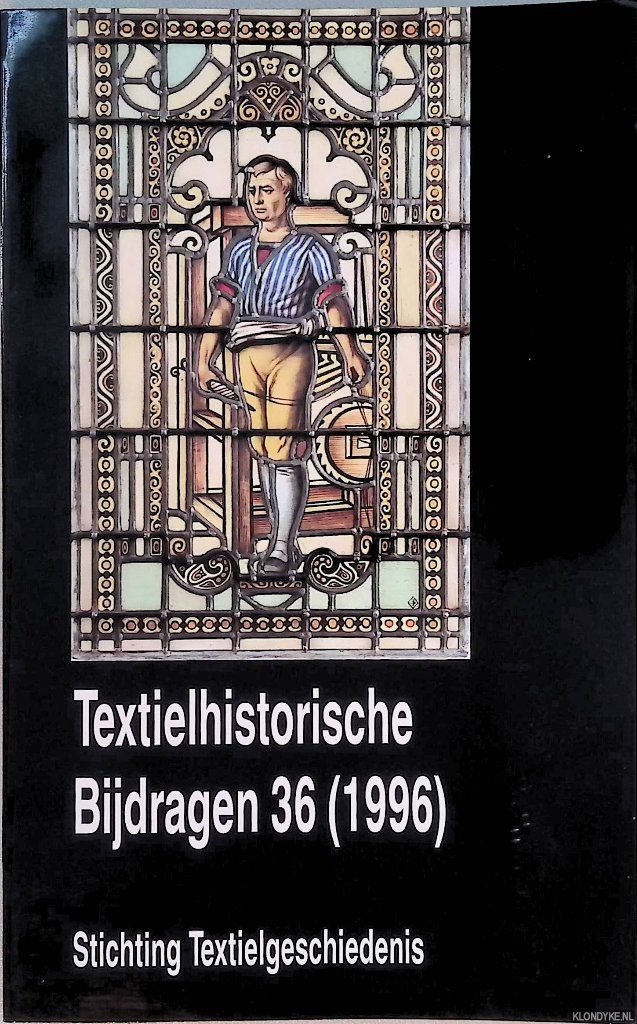 Textielhistorische
Bijdragen 36 (1996)
Stichting Textielgeschiedenis
KLONDYKE.NL